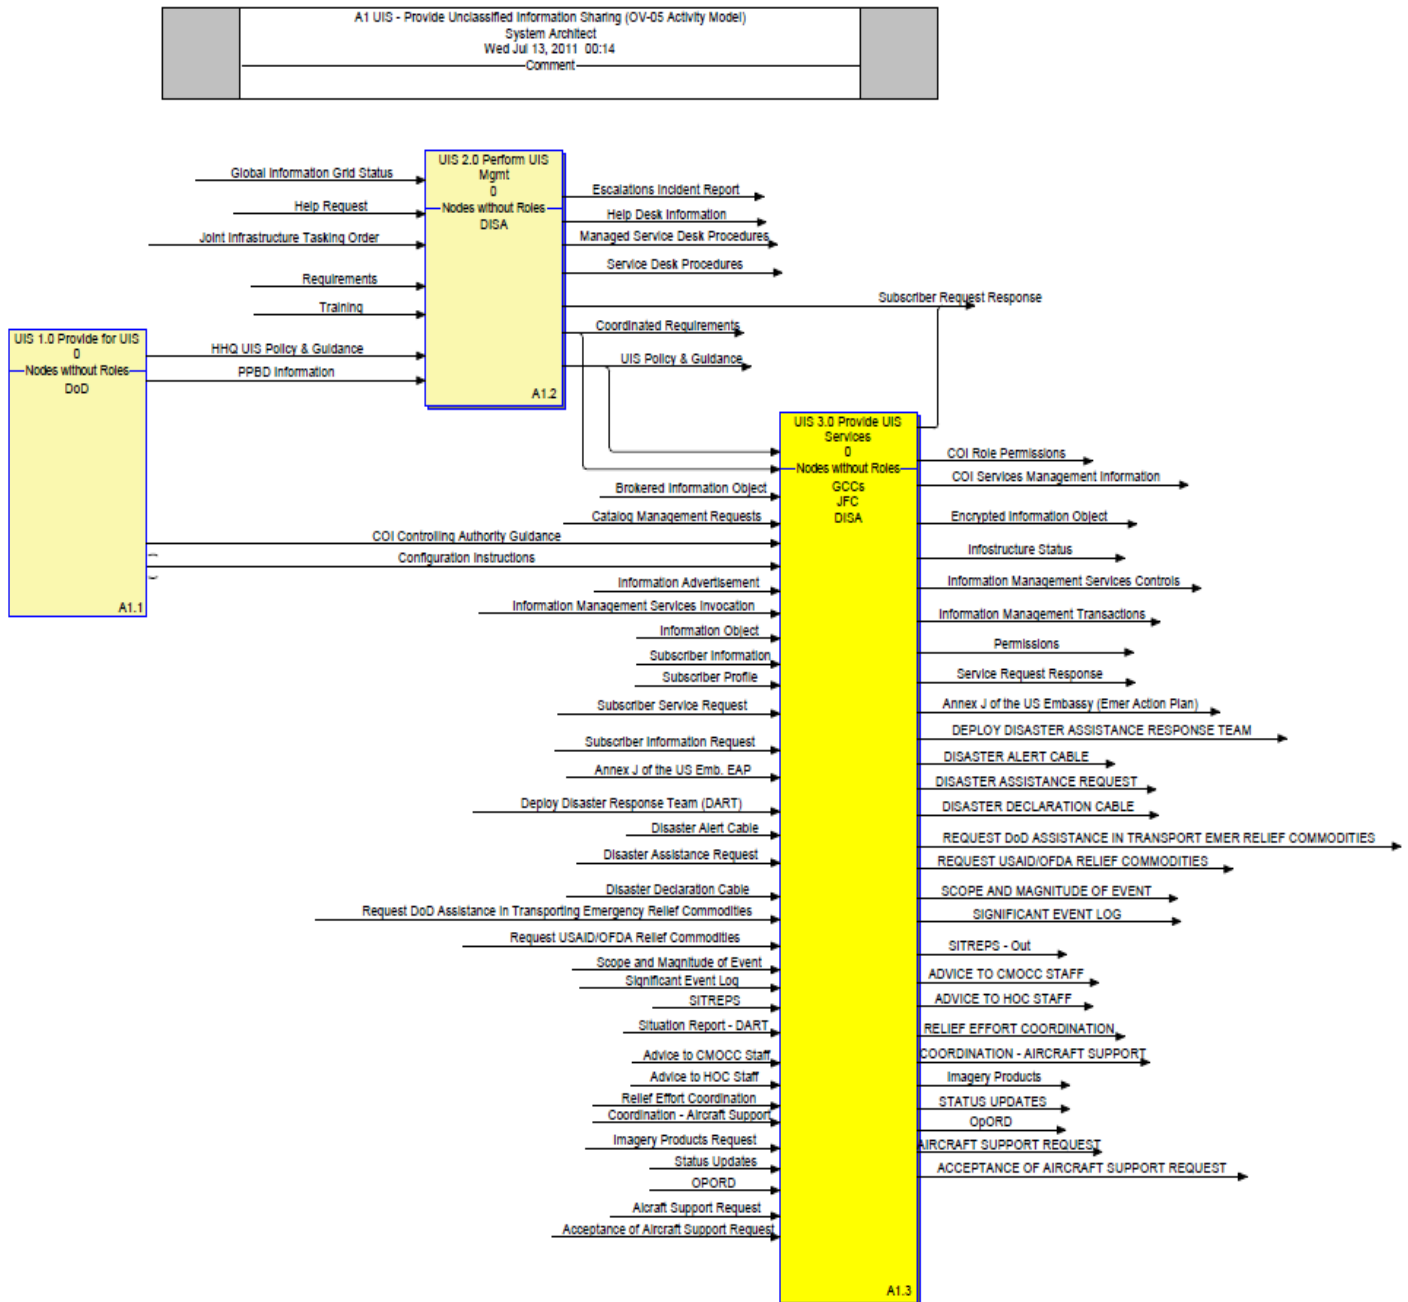 A1 UIS - Provide Unclassified Information Sharing (OV-05 Activity Model)
System Architect
Wed Jul 13, 2011 00:14
Comment
UIS 1.0 Provide for UIS
0
Nodes without Roles
DoD
A1.1
Global Information Grid Status
Help Request
Joint Infrastructure Tasking Order
Requirements
Training
HHQ UIS Policy & Guidance
PPBD Information
UIS 2.0 Perform UIS
Mgmt
0
Nodes without Roles
DISA
A1.2
Escalations Incident Report
Help Desk Information
Managed Service Desk Procedures
Service Desk Procedures
Subscriber Request Response
Coordinated Requirements
UIS Policy & Guidance
Brokered Information Object
Catalog Management Requests
COI Controlling Authority Guidance
Configuration Instructions
Information Advertisement
Information Management Services Invocation
Information Object
Subscriber Information
Subscriber Profile
Subscriber Service Request
Subscriber Information Request
Annex J of the US Emb. EAP
Deploy Disaster Response Team (DART)
Disaster Alert Cable
Disaster Assistance Request
Disaster Declaration Cable
Request DoD Assistance in Transporting Emergency Relief Commodities
Request USAID/OFDA Relief Commodities
Scope and Magnitude of Event
Significant Event Log
SITREPS
Situation Report - DART
Advice to CMOCC Staff
Advice to HOC Staff
Relief Effort Coordination
Coordination - Aircraft Support
Imagery Products Request
Status Updates
OPORD
Aicraft Support Request
Acceptance of Aircraft Support Request
UIS 3.0 Provide UIS
Services
0
Nodes without Roles
GCCs
JFC
DISA
A1.3
COI Role Permissions
COI Services Management Information
Encrypted Information Object
Infostructure Status
Information Management Services Controls
Information Management Transactions
Permissions
Service Request Response
Annex J of the US Embassy (Emer Action Plan)
DEPLOY DISASTER ASSISTANCE RESPONSE TEAM
DISASTER ALERT CABLE
DISASTER ASSISTANCE REQUEST
DISASTER DECLARATION CABLE
REQUEST DoD ASSISTANCE IN TRANSPORT EMER RELIEF COMMODITIES
REQUEST USAID/OFDA RELIEF COMMODITIES
SCOPE AND MAGNITUDE OF EVENT
SIGNIFICANT EVENT LOG
SITREPS - Out
ADVICE TO CMOCC STAFF
ADVICE TO HOC STAFF
RELIEF EFFORT COORDINATION
COORDINATION - AIRCRAFT SUPPORT
Imagery Products
STATUS UPDATES
OpORD
AIRCRAFT SUPPORT REQUEST
ACCEPTANCE OF AIRCRAFT SUPPORT REQUEST